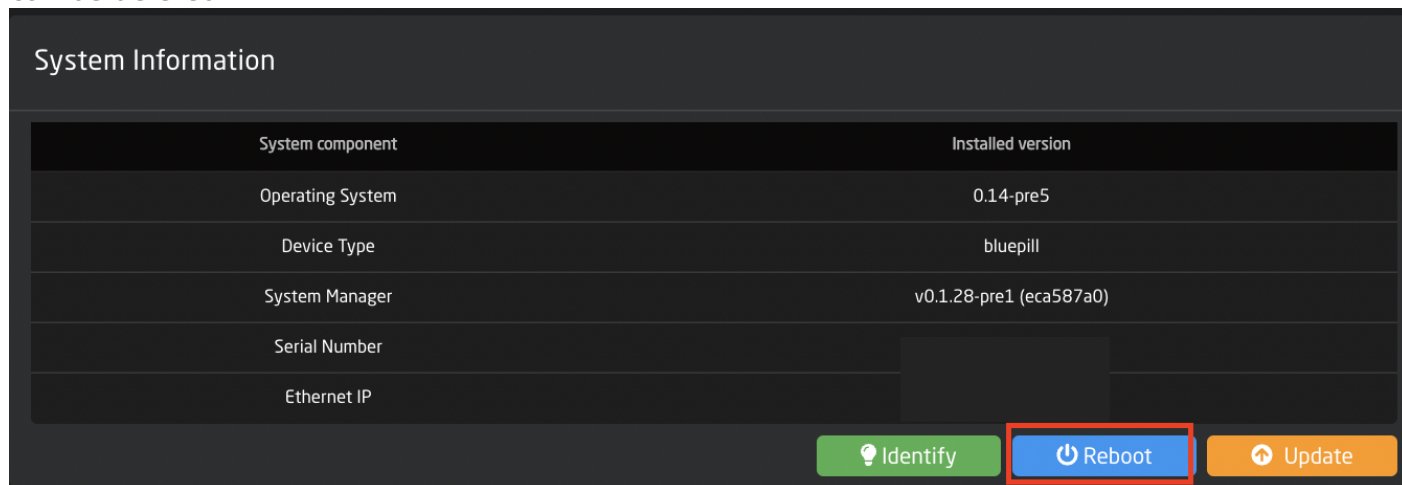 System Information
System component Installed version
Operating System 0.14-pre5
Device Type bluepill
System Manager v0.1.28-pre1 (eca587a0)
Serial Number
Ethernet IP
Identify Reboot Update